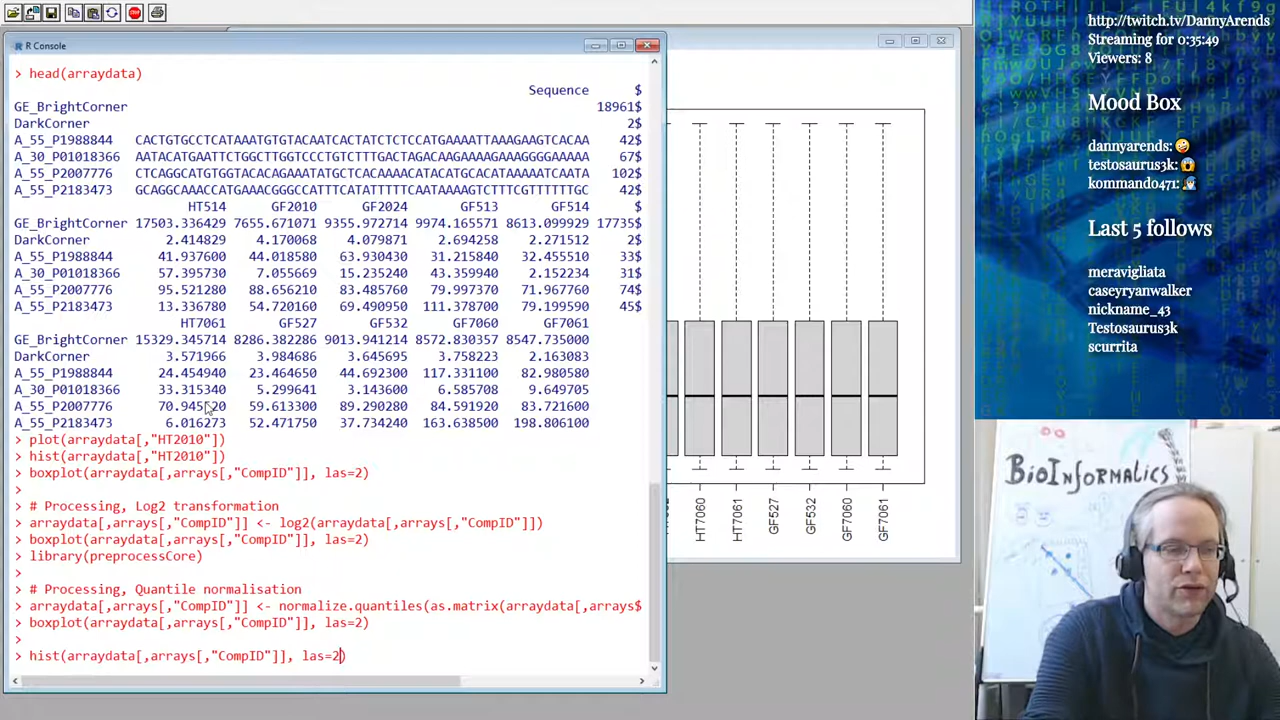 R Console
> head(arraydata)
Sequence $
GE_BrightCorner 18961$
DarkCorner 2$
A_55_P1988844 CACTGTGCCTCATAAATGTGTACAATCACTATCTCTCCATGAAAATTAAAGAAGTCACAA 42$
A_30_P01018366 AATACATGAATTCTGGCTTGGTCCCTGTCTTTGACTAGACAAGAAAAGAAAGGGGAAAAA 67$
A_55_P2007776 CTCAGGCATGTGGTACACAGAAATATGCTCACAAAACATACATGCACATAAAAATCAATA 102$
A_55_P2183473 GCAGGCAAACCATGAAACGGGCCATTTCATATTTTTCAATAAAAGTCTTTCGTTTTTTGC 42$
HT514 GF2010 GF2024 GF513 GF514 $
GE_BrightCorner 17503.336429 7655.671071 9355.972714 9974.165571 8613.099929 17735$
DarkCorner 2.414829 4.170068 4.079871 2.694258 2.271512 2$
A_55_P1988844 41.937600 44.018580 63.930430 31.215840 32.455510 33$
A_30_P01018366 57.395730 7.055669 15.235240 43.359940 2.152234 31$
A_55_P2007776 95.521280 88.656210 83.485760 79.997370 71.967760 74$
A_55_P2183473 13.336780 54.720160 69.490950 111.378700 79.199590 45$
HT7061 GF527 GF532 GF7060 GF7061
GE_BrightCorner 15329.345714 8286.382286 9013.941214 8572.830357 8547.735000
DarkCorner 3.571966 3.984686 3.645695 3.758223 2.163083
A_55_P1988844 24.454940 23.464650 44.692300 117.331100 82.980580
A_30_P01018366 33.315340 5.299641 3.143600 6.585708 9.649705
A_55_P2007776 59.613300 89.290280 84.591920 83.721600
A_55_P2183473 6.016273 52.471750 37.734240 163.638500 198.806100
> plot(arraydata[,"HT2010"])
> hist(arraydata[,"HT2010"])
> boxplot(arraydata[,arrays[,"CompID"]], las=2)
>
> # Processing, Log2 transformation
> arraydata[,arrays[,"CompID"]] <- log2(arraydata[,arrays[,"CompID"]])
> boxplot(arraydata[,arrays[,"CompID"]], las=2)
> library(preprocessCore)
>
> # Processing, Quantile normalisation
> arraydata[,arrays[,"CompID"]] <- normalize.quantiles(as.matrix(arraydata[,arrays$
> boxplot(arraydata[,arrays[,"CompID"]], las=2)
>
> hist(arraydata[,arrays[,"CompID"]], las=2)
HT7060
HT7061
GF527
GF532
GF7060
GF7061
http://twitch.tv/DannyArends
Streaming for 0:35:49
Viewers: 8
Mood Box
dannyarends:
testosaurus3k:
kommando471:
Last 5 follows
meravigliata
caseyryanwalker
nickname_43
Testosaurus3k
scurrita
BioInformatics